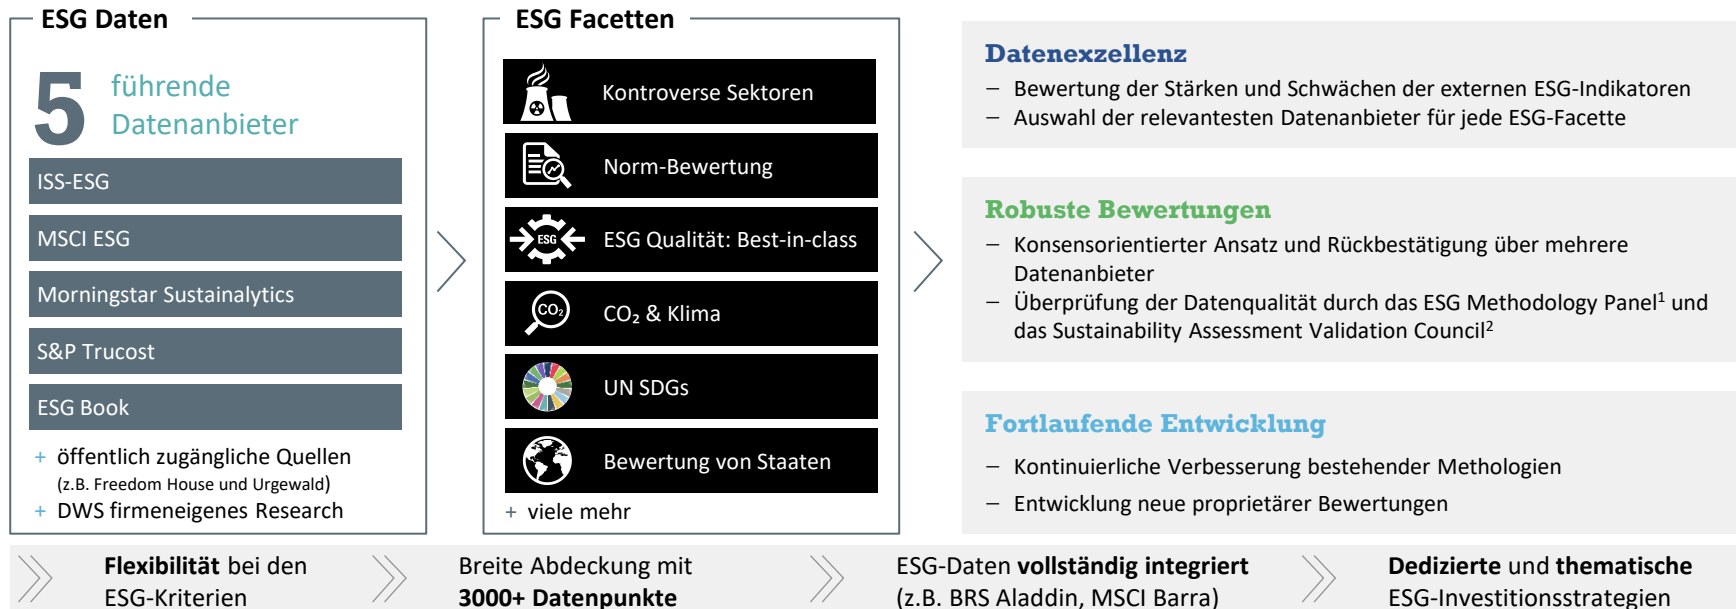 ESG Daten
5 führende
Datenanbieter
ISS-ESG
MSCI ESG
Morningstar Sustainalytics
S&P Trucost
ESG Book
+ öffentlich zugängliche Quellen
(z.B. Freedom House und Urgewald)
+ DWS firmeneigenes Research
ESG Facetten
Kontroverse Sektoren
Norm-Bewertung
ESG
ESG Qualität: Best-in-class
CO₂
CO₂ & Klima
UN SDGs
Bewertung von Staaten
+ viele mehr
Datenexzellenz
– Bewertung der Stärken und Schwächen der externen ESG-Indikatoren
– Auswahl der relevantesten Datenanbieter für jede ESG-Facette
Robuste Bewertungen
– Konsensorientierter Ansatz und Rückbestätigung über mehrere
Datenanbieter
– Überprüfung der Datenqualität durch das ESG Methodology Panel¹ und
das Sustainability Assessment Validation Council²
Fortlaufende Entwicklung
– Kontinuierliche Verbesserung bestehender Methologien
– Entwicklung neue proprietärer Bewertungen
Flexibilität bei den
ESG-Kriterien
Breite Abdeckung mit
3000+ Datenpunkte
ESG-Daten vollständig integriert
(z.B. BRS Aladdin, MSCI Barra)
Dedizierte und thematische
ESG-Investitionsstrategien